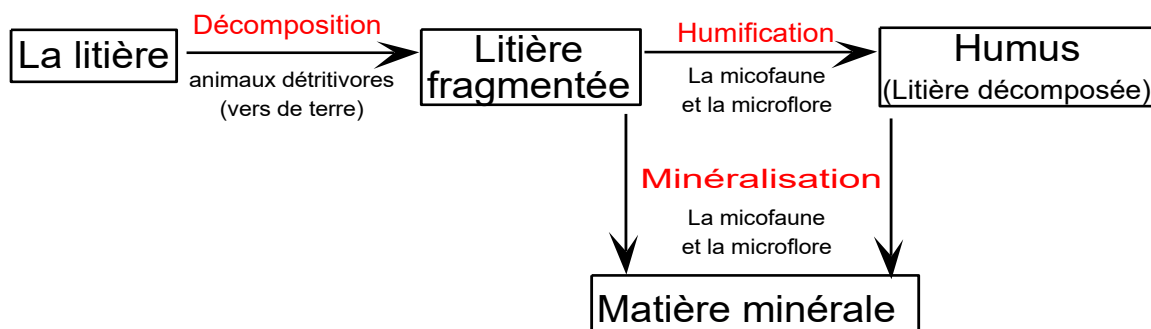 Décomposition
La litière
animaux détritivores
(vers de terre)
Litière
fragmentée
Humification
La micofaune
et la microflore
Humus
(Litière décomposée)
Minéralisation
La micofaune
et la microflore
Matière minérale